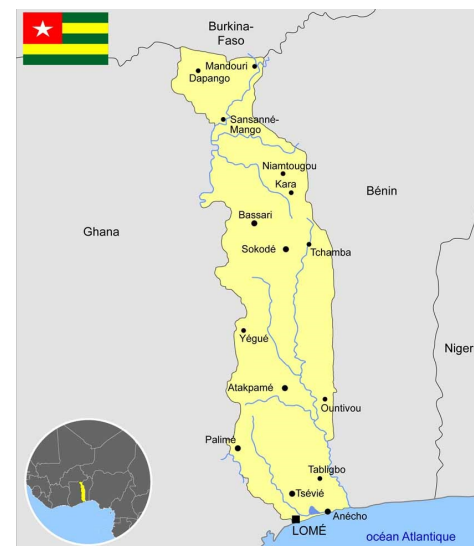 Burkina-
Faso
Mandouri
Dapango
Sansanné-
Mango
Niamtougou
Kara
Bénin
Bassari
Ghana
Sokodé
Tchamba
Yégué
Niger
Atakpamé
Ountivou
Palimé
Tabligbo
Tsévié
Anécho
LOMÉ
océan Atlantique